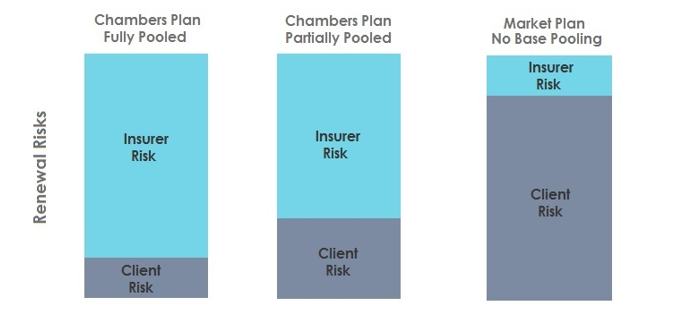 Chambers Plan
Fully Pooled
Chambers Plan
Partially Pooled
Market Plan
No Base Pooling
Renewal Risks
Insurer
Risk
Client
Risk
Insurer
Risk
Client
Risk
Insurer
Risk
Client
Risk